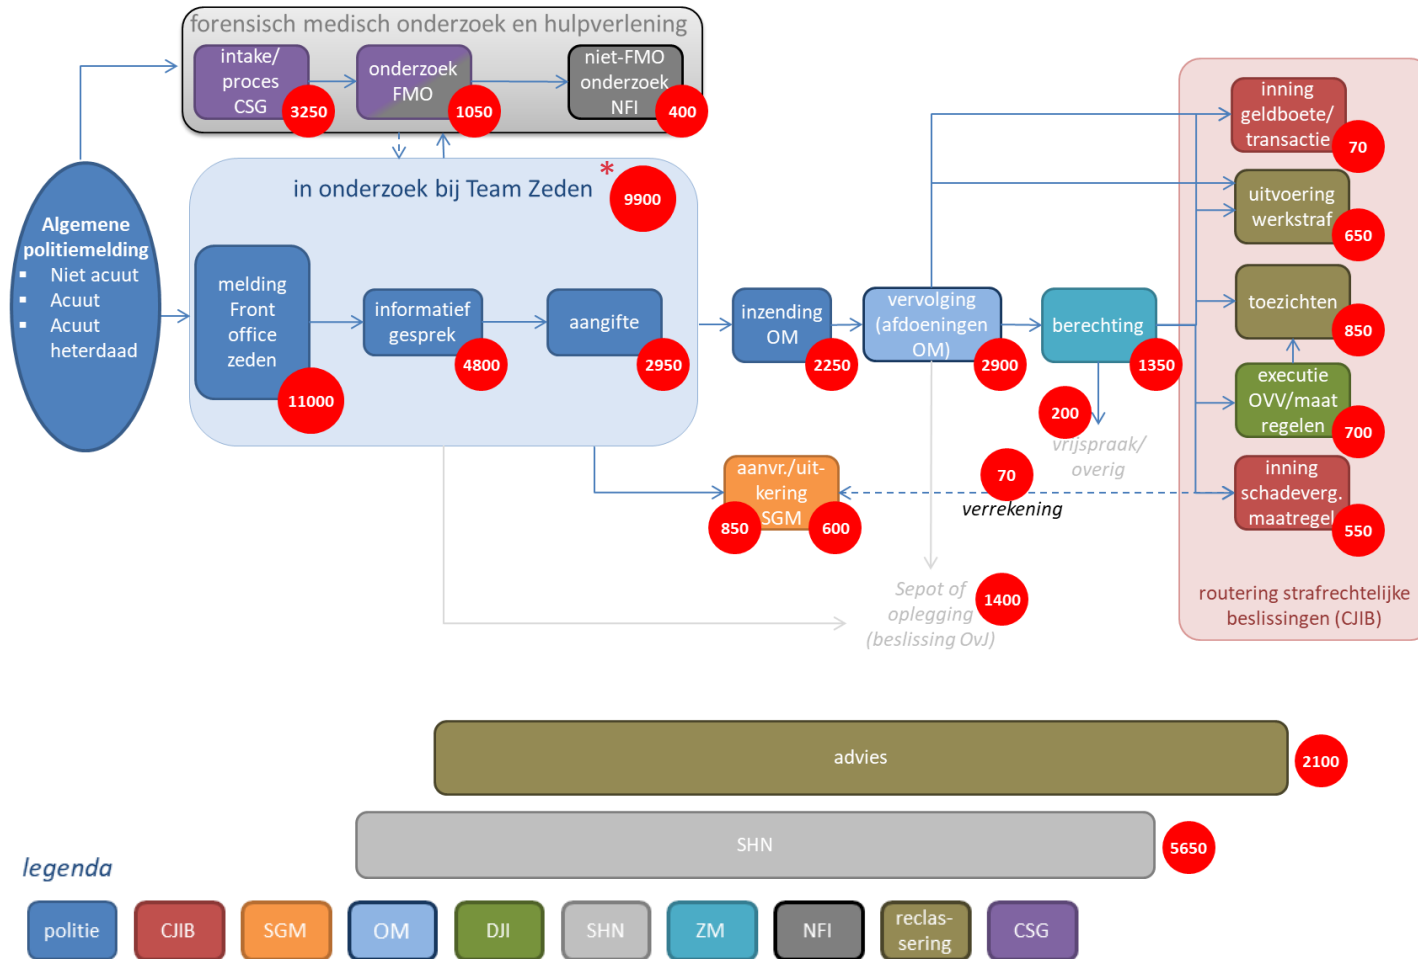 forensisch medisch onderzoek en hulpverlening
intake/
proces
CSG
3250
onderzoek
FMO
1050
niet-FMO
onderzoek
NFI
400
Algemene
politiemelding
▪ Niet acuut
▪ Acuut
▪ Acuut
heterdaad
in onderzoek bij Team Zeden
*
9900
melding
Front
office
zeden
11000
informatief
gesprek
4800
aangifte
2950
inzending
OM
2250
vervolging
(afdoeningen
OM)
2900
berechting
1350
200
vrijspraak/
overig
aanvr./uit-
kering
SGM
850
600
70
verrekening
Sepot of
oplegging
(beslissing OvJ)
1400
inning
geldboete/
transactie
70
uitvoering
werkstraf
650
toezichten
850
executie
OVV/maat
regelen
700
inning
schadeverg.
maatregel
550
routering strafrechtelijke
beslissingen (CJIB)
advies
2100
SHN
5650
legenda
politie
CJIB
SGM
OM
DJI
SHN
ZM
NFI
reclas-
sering
CSG